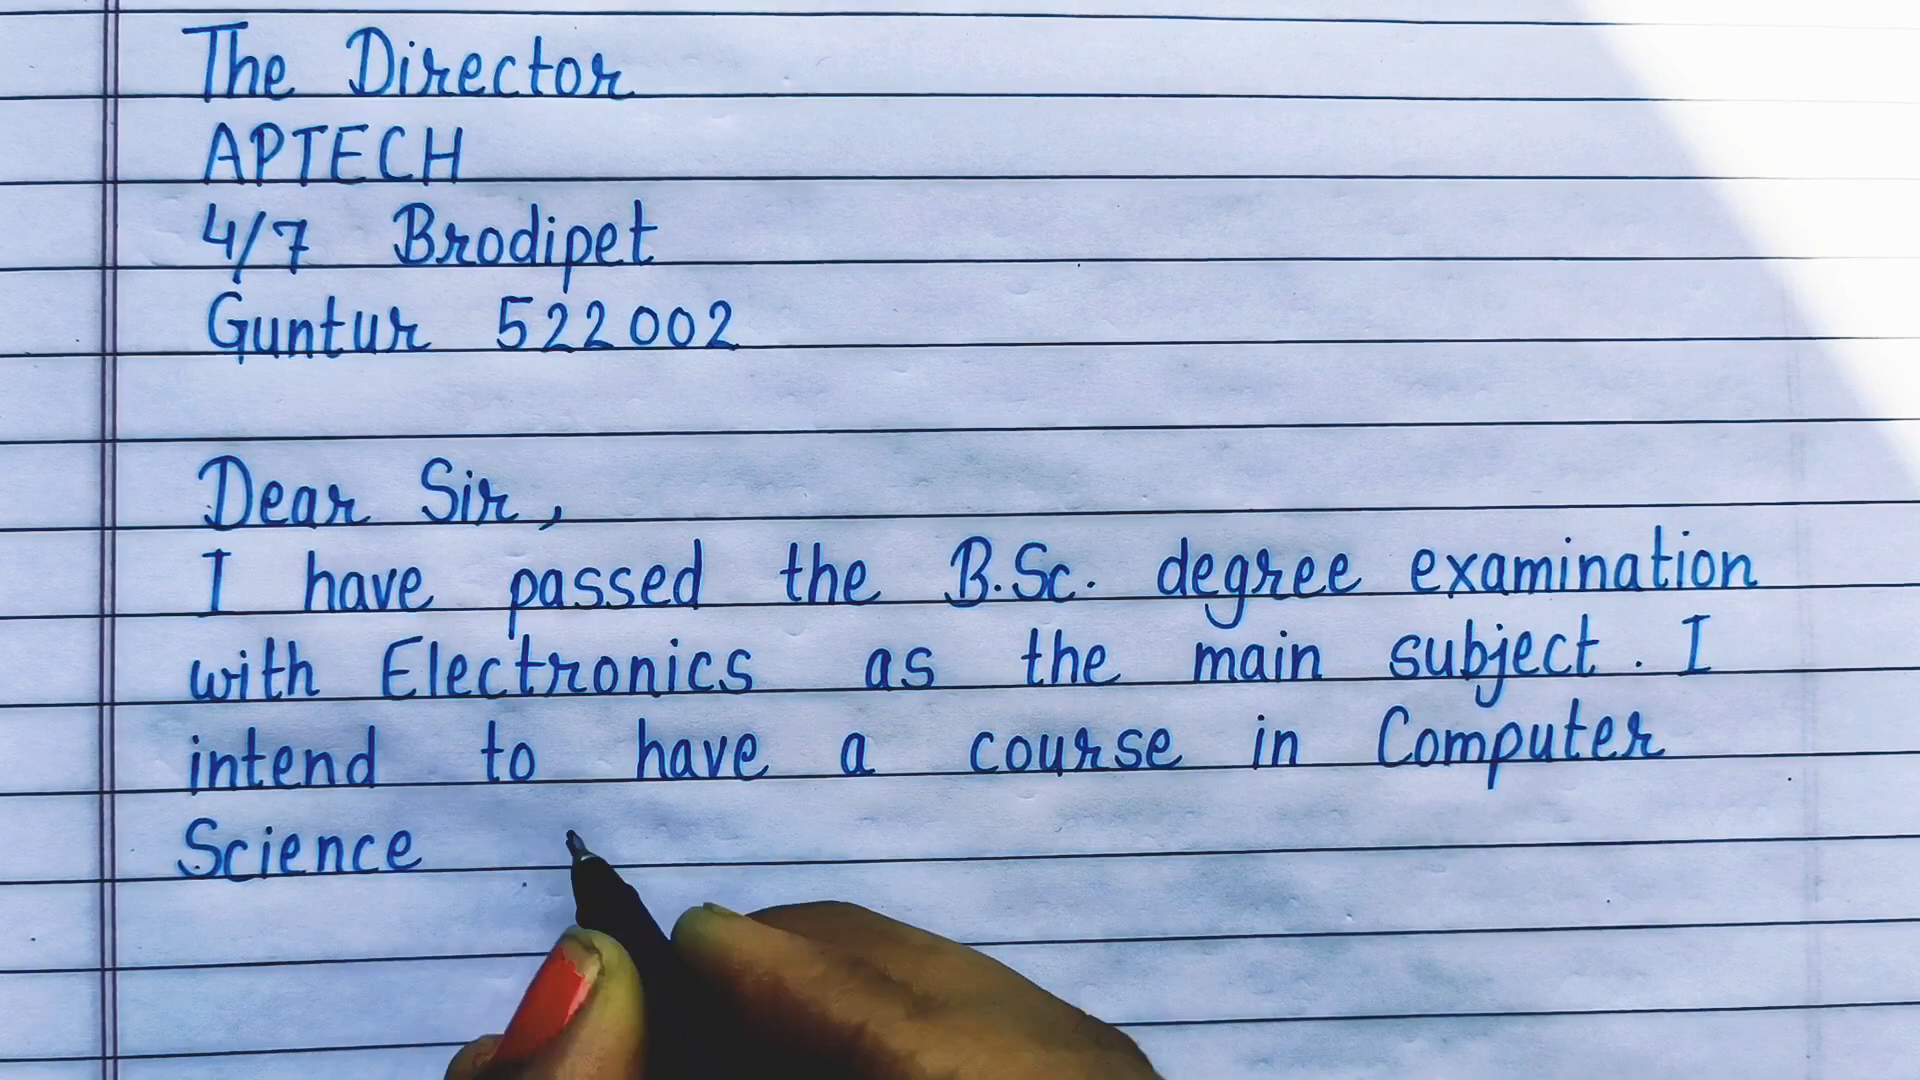 The Director
APTECH
4/7 Brodipet
Guntur 522002
Dear Sir,
I have passed the B.Sc. degree examination
with Electronics as the main subject. I
intend to have a course in Computer
Science